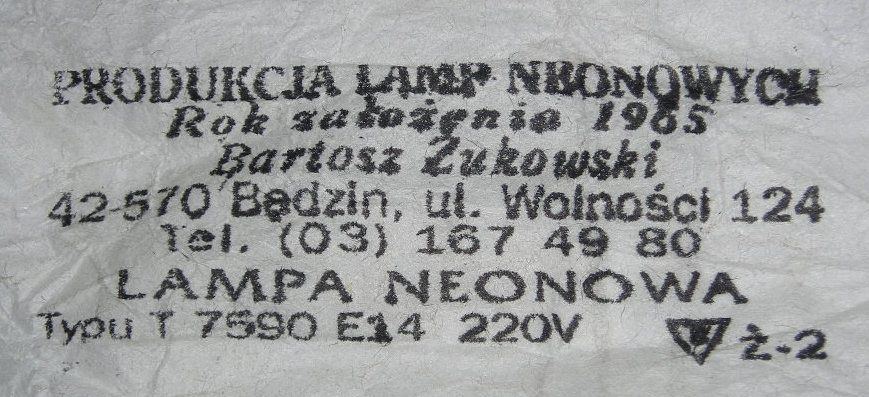 PRODUKCJA LAMP NEONOWYCH
Rok założenia 1985
Bartosz Żukowski
42-570 Będzin, ul. Wolności 124
Tel. (03) 167 49 80
LAMPA NEONOWA
Typu T 7590 E14 220V
Ż-2